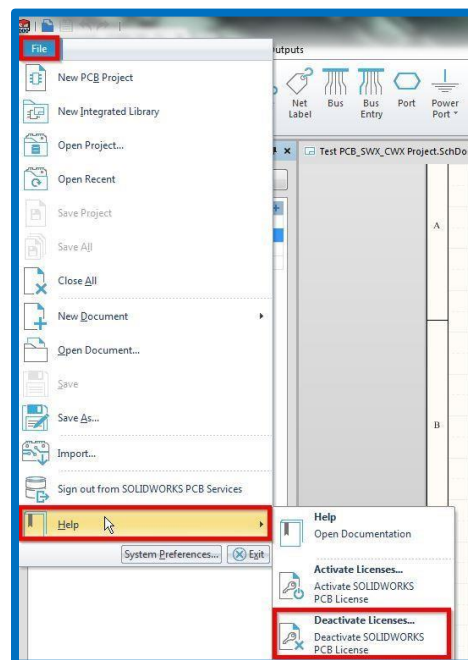 File
utputs
New PCB Project
New Integrated Library
Open Project...
Open Recent
Save Project
Save All
Close All
New Document
Open Document...
Save
Save As...
Import...
Sign out from SOLIDWORKS PCB Services
Help
System Preferences...
Exit
Net
Label
Bus
Bus
Entry
Port
Power
Port
Test PCB_SWX_CWX Project.SchDo
A
B
Help
Open Documentation
Activate Licenses...
Activate SOLIDWORKS
PCB License
Deactivate Licenses...
Deactivate SOLIDWORKS
PCB License